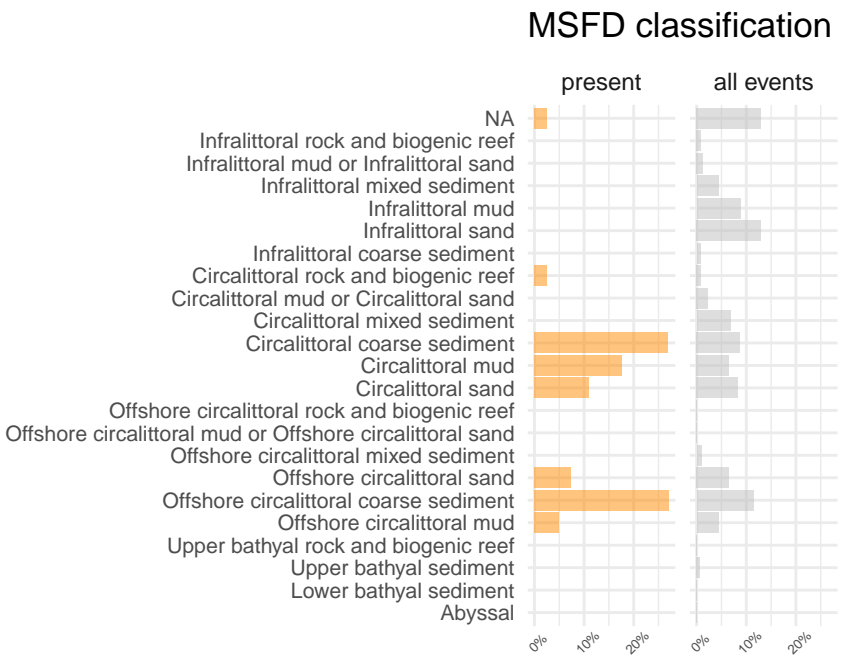 MSFD classification
present
all events
NA
Infralittoral rock and biogenic reef
Infralittoral mud or Infralittoral sand
Infralittoral mixed sediment
Infralittoral mud
Infralittoral sand
Infralittoral coarse sediment
Circalittoral rock and biogenic reef
Circalittoral mud or Circalittoral sand
Circalittoral mixed sediment
Circalittoral coarse sediment
Circalittoral mud
Circalittoral sand
Offshore circalittoral rock and biogenic reef
Offshore circalittoral mud or Offshore circalittoral sand
Offshore circalittoral mixed sediment
Offshore circalittoral sand
Offshore circalittoral coarse sediment
Offshore circalittoral mud
Upper bathyal rock and biogenic reef
Upper bathyal sediment
Lower bathyal sediment
Abyssal
0% 10% 20% 0% 10% 20%